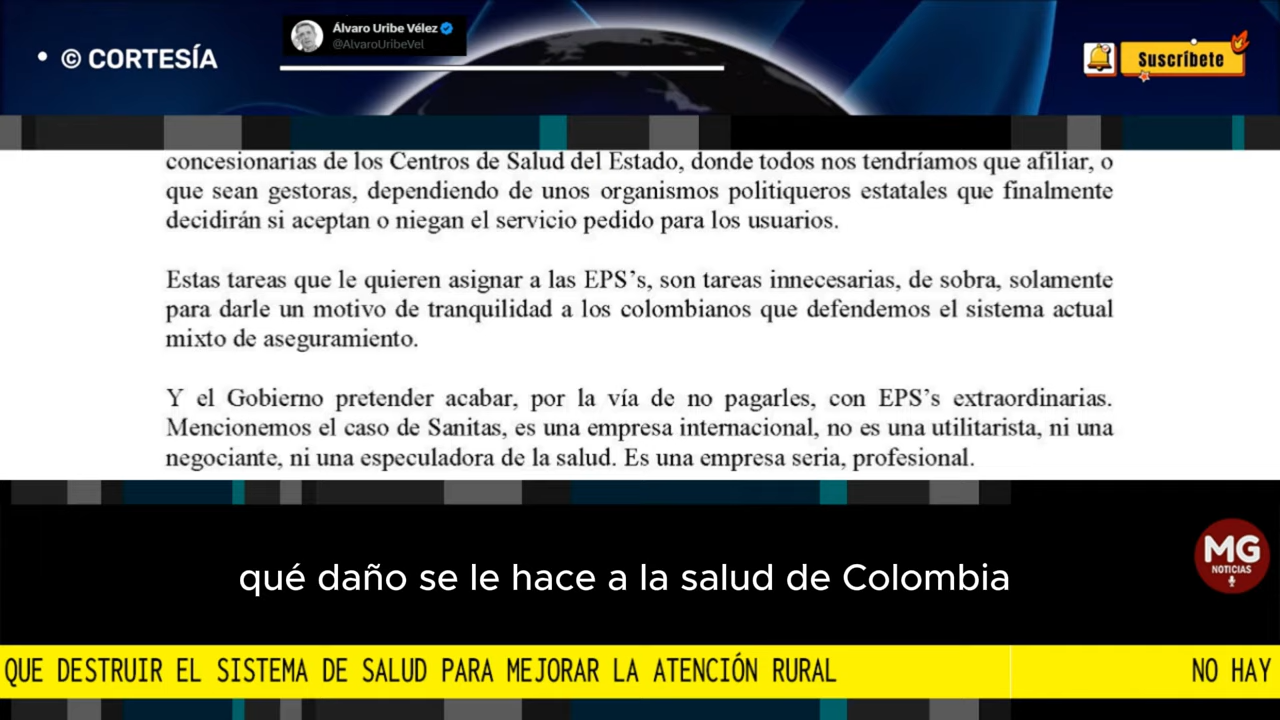 • © CORTESÍA
Álvaro Uribe Vélez
@AlvaroUribeVel
Suscríbete
concesionarias de los Centros de Salud del Estado, donde todos nos tendríamos que afiliar, o
que sean gestoras, dependiendo de unos organismos politiqueros estatales que finalmente
decidirán si aceptan o niegan el servicio pedido para los usuarios.
Estas tareas que le quieren asignar a las EPS’s, son tareas innecesarias, de sobra, solamente
para darle un motivo de tranquilidad a los colombianos que defendemos el sistema actual
mixto de aseguramiento.
Y el Gobierno pretender acabar, por la vía de no pagarles, con EPS’s extraordinarias.
Mencionemos el caso de Sanitas, es una empresa internacional, no es una utilitarista, ni una
negociante, ni una especuladora de la salud. Es una empresa seria, profesional.
MG
NOTICIAS
qué daño se le hace a la salud de Colombia
QUE DESTRUIR EL SISTEMA DE SALUD PARA MEJORAR LA ATENCIÓN RURAL NO HAY